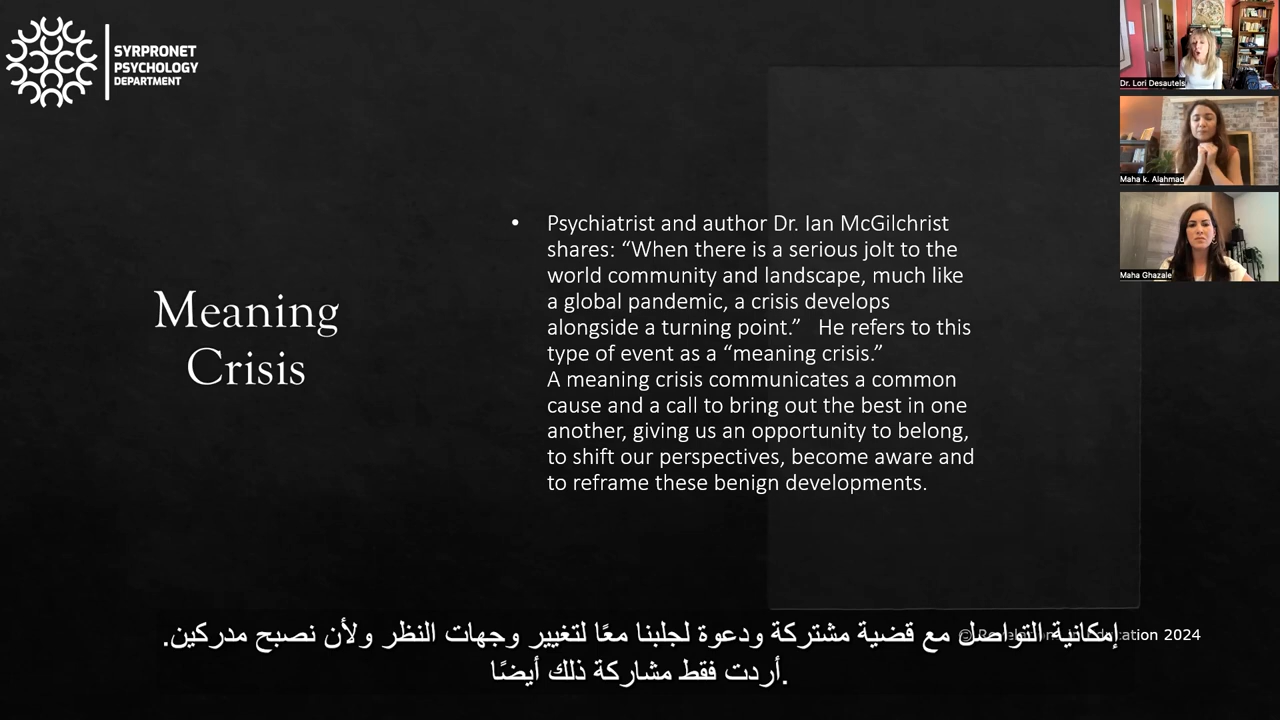 SYRPRONET
PSYCHOLOGY
DEPARTMENT
Dr. Lori Desautels
Maha k. Alahmad
Maha Ghazale
Meaning
Crisis
• Psychiatrist and author Dr. Ian McGilchrist
shares: “When there is a serious jolt to the
world community and landscape, much like
a global pandemic, a crisis develops
alongside a turning point.” He refers to this
type of event as a “meaning crisis.”
A meaning crisis communicates a common
cause and a call to bring out the best in one
another, giving us an opportunity to belong,
to shift our perspectives, become aware and
to reframe these benign developments.
2024
إمكانية التواصل مع قضية مشتركة ودعوة لجلبنا معًا لتغيير وجهات النظر ولأن نصبح مدركين.
.أردت فقط مشاركة ذلك أيضًا